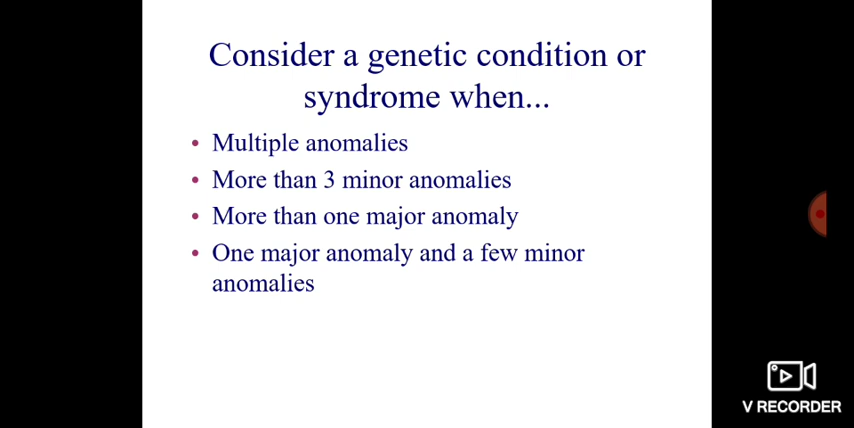 Consider a genetic condition or
syndrome when...
• Multiple anomalies
• More than 3 minor anomalies
• More than one major anomaly
• One major anomaly and a few minor
anomalies
V RECORDER